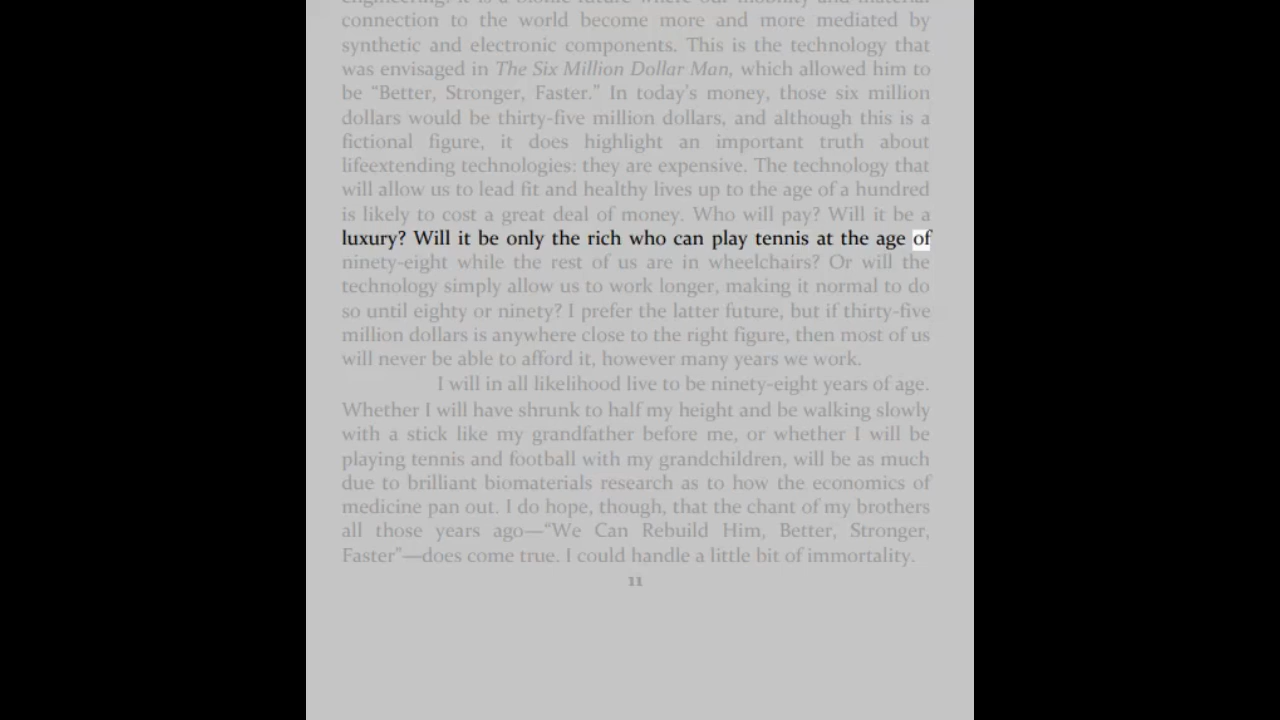 engineering. It is a bionic future where our mobility and material
connection to the world become more and more mediated by
synthetic and electronic components. This is the technology that
was envisaged in The Six Million Dollar Man, which allowed him to
be “Better, Stronger, Faster.” In today's money, those six million
dollars would be thirty-five million dollars, and although this is a
fictional figure, it does highlight an important truth about
lifeextending technologies: they are expensive. The technology that
will allow us to lead fit and healthy lives up to the age of a hundred
is likely to cost a great deal of money. Who will pay? Will it be a
luxury? Will it be only the rich who can play tennis at the age of
ninety-eight while the rest of us are in wheelchairs? Or will the
technology simply allow us to work longer, making it normal to do
so until eighty or ninety? I prefer the latter future, but if thirty-five
million dollars is anywhere close to the right figure, then most of us
will never be able to afford it, however many years we work.
I will in all likelihood live to be ninety-eight years of age.
Whether I will have shrunk to half my height and be walking slowly
with a stick like my grandfather before me, or whether I will be
playing tennis and football with my grandchildren, will be as much
due to brilliant biomaterials research as to how the economics of
medicine pan out. I do hope, though, that the chant of my brothers
all those years ago—“We Can Rebuild Him, Better, Stronger,
Faster”—does come true. I could handle a little bit of immortality.
11